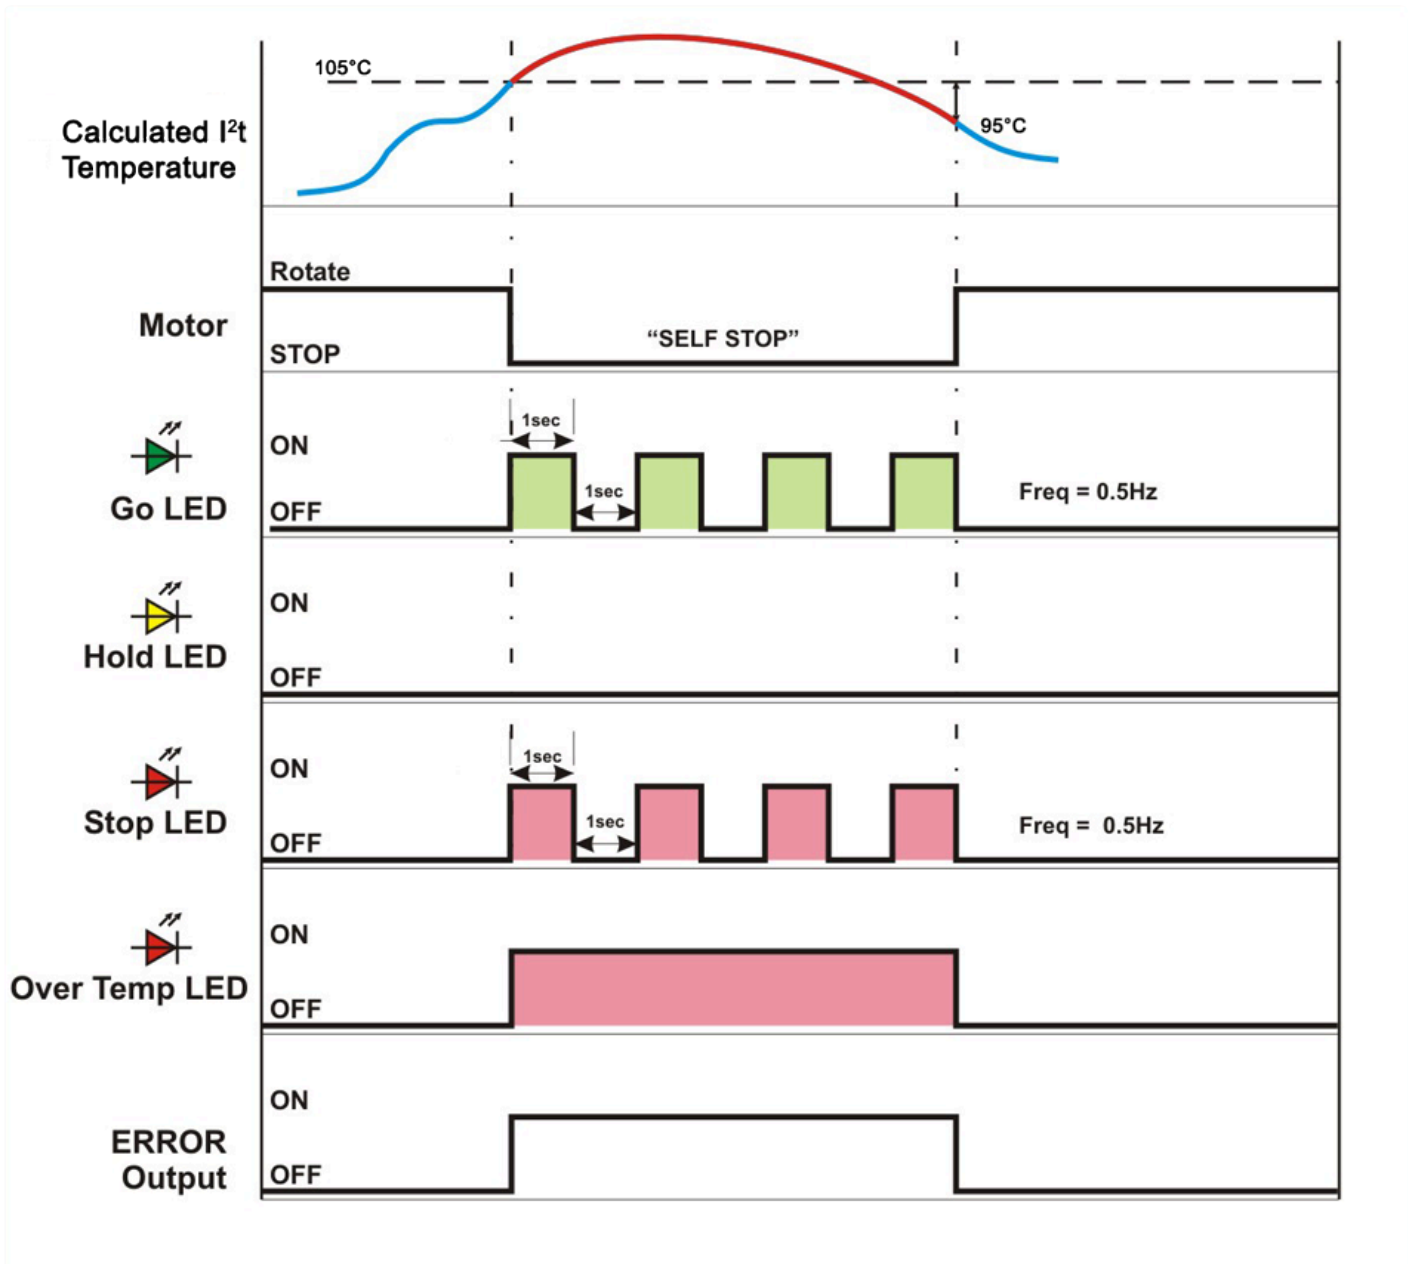 105°C
Calculated I²t
Temperature
95°C
Rotate
Motor
"SELF STOP"
STOP
1sec
ON
1sec
Freq = 0.5Hz
Go LED
OFF
ON
Hold LED
OFF
1sec
ON
1sec
Freq =  0.5Hz
Stop LED
OFF
ON
Over Temp LED
OFF
ON
ERROR
Output
OFF